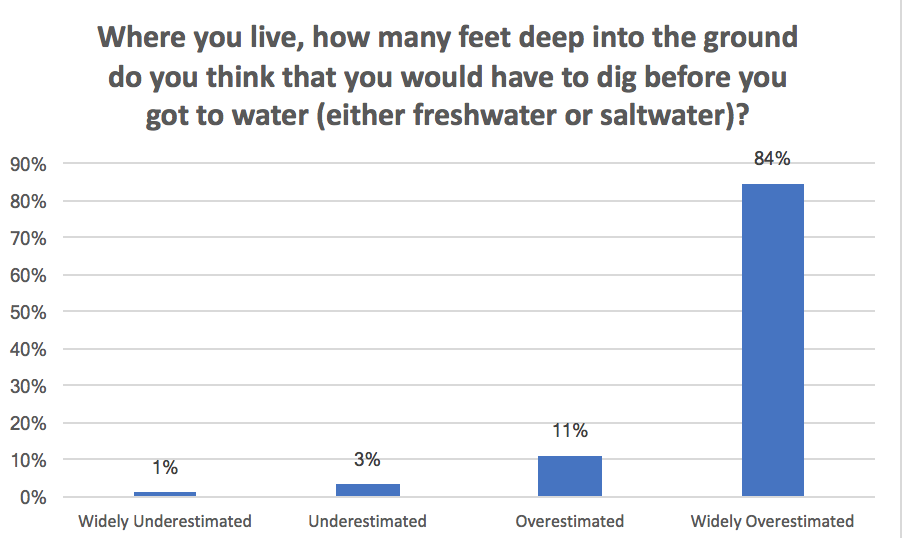 Where you live, how many feet deep into the ground
do you think that you would have to dig before you
got to water (either freshwater or saltwater)?
90%
80%
70%
60%
50%
40%
30%
20%
10%
0%
1%
3%
11%
84%
Widely Underestimated
Underestimated
Overestimated
Widely Overestimated